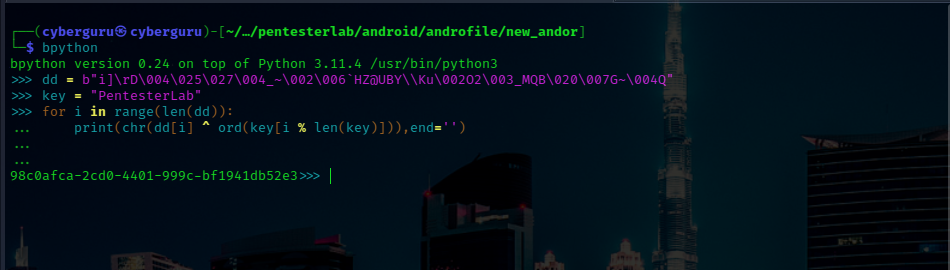 ┌──(cyberguru㉿cyberguru)-[~/…/pentesterlab/android/androfile/new_andor]
└─$ bpython
bpython version 0.24 on top of Python 3.11.4 /usr/bin/python3
>>> dd = b"i]\rD\004\025\027\004_~\002\006`HZ@UBY\\Ku\002O2\003_MQB\020\007G~\004Q"
>>> key = "PentesterLab"
>>> for i in range(len(dd)):
...     print(chr(dd[i] ^ ord(key[i % len(key)])),end='')
...
...
98c0afca-2cd0-4401-999c-bf1941db52e3>>>